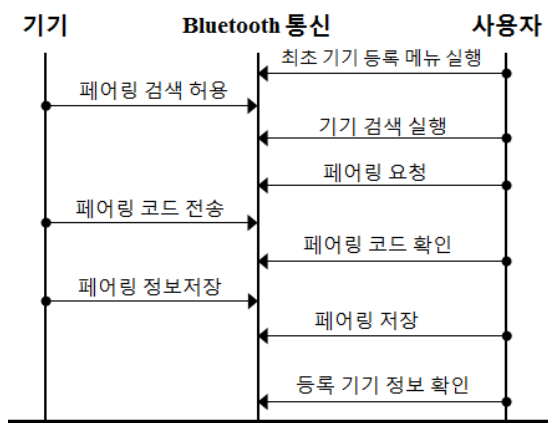 기기 Bluetooth 통신 사용자
최초 기기 등록 메뉴 실행
페어링 검색 허용
기기 검색 실행
페어링 요청
페어링 코드 전송
페어링 코드 확인
페어링 정보저장
페어링 저장
등록 기기 정보 확인